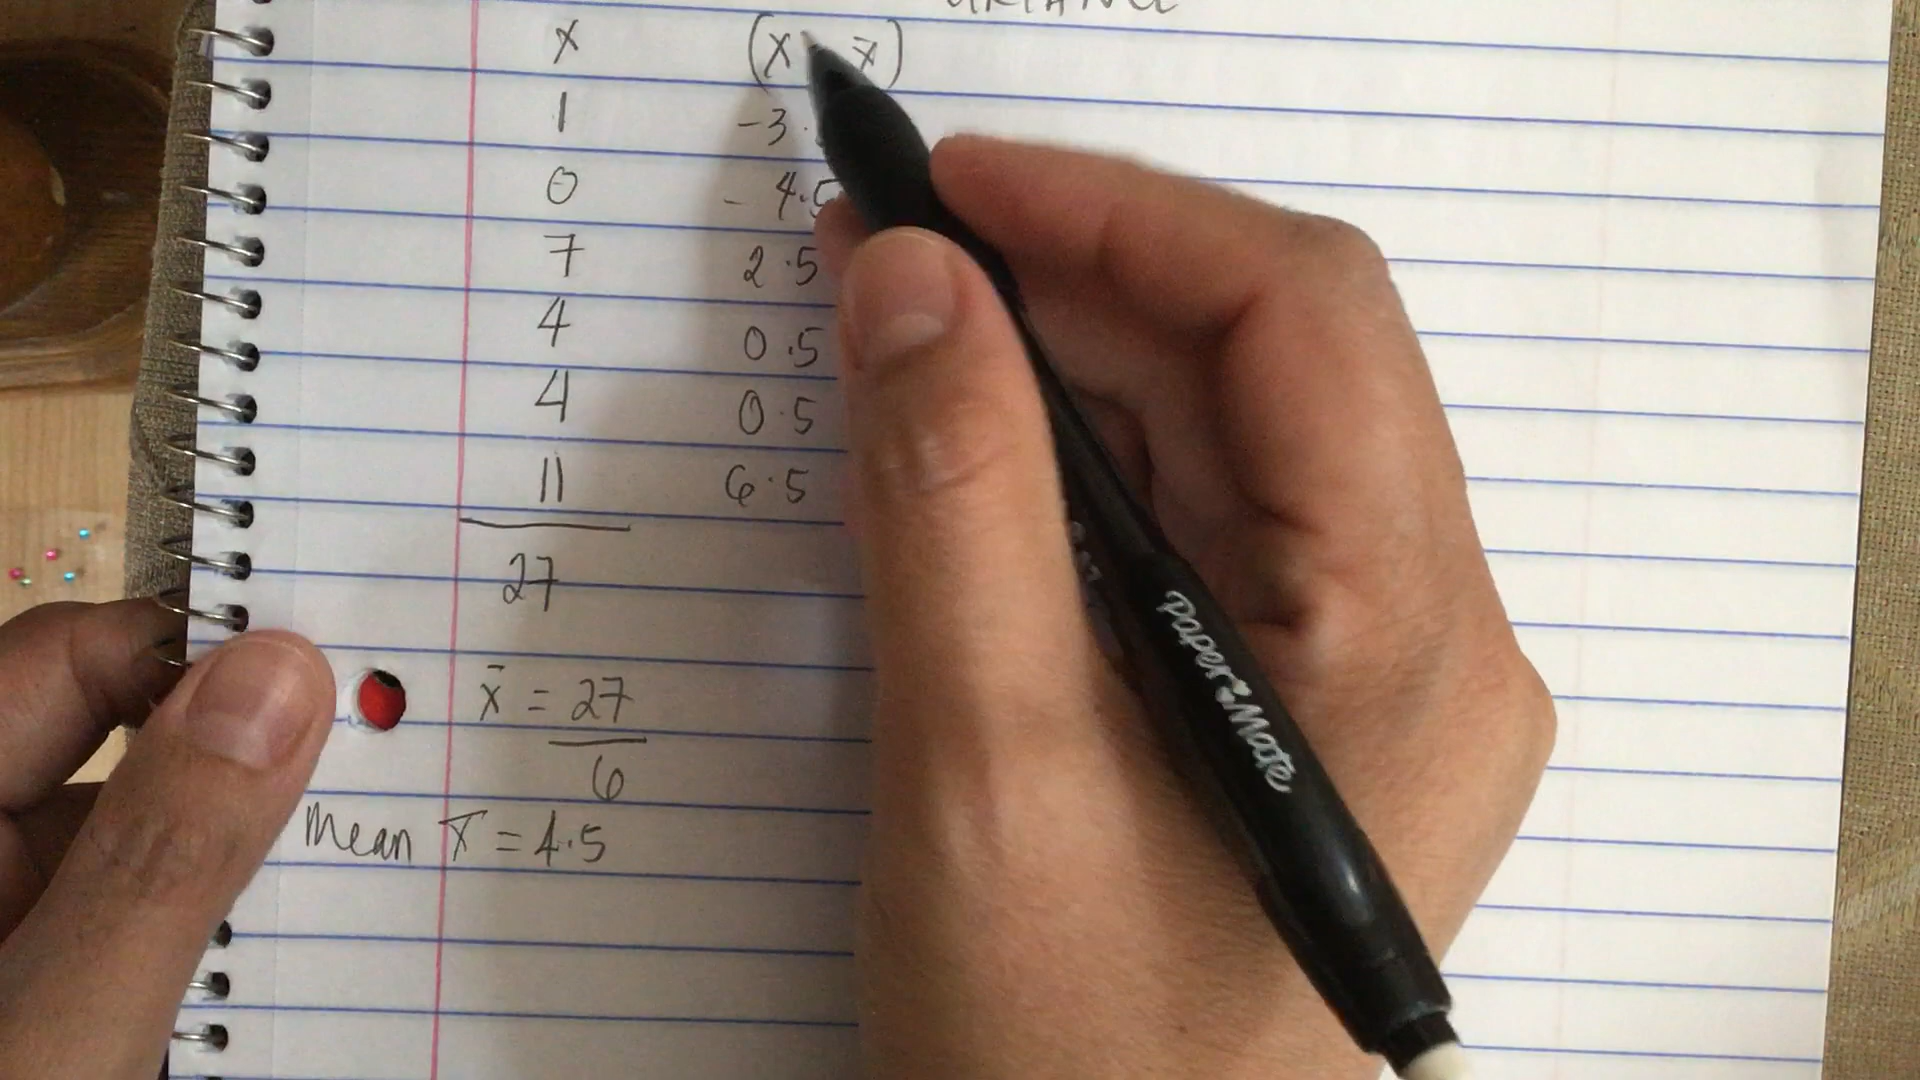 x (x x̄)
1 -3.
0 - 4.5
7 2.5
4 0.5
4 0.5
11 6.5
27
x̄ = 27
6
Mean x̄ = 4.5
Paper Mate